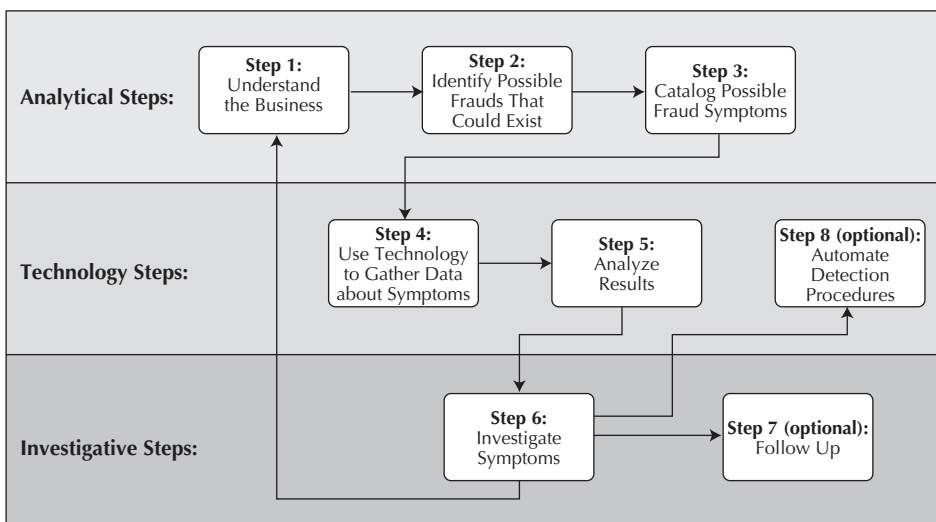 Analytical Steps:
Step 1:
Understand
the Business
Step 2:
Identify Possible
Frauds That
Could Exist
Step 3:
Catalog Possible
Fraud Symptoms
Technology Steps:
Step 4:
Use Technology
to Gather Data
about Symptoms
Step 5:
Analyze
Results
Step 8 (optional):
Automate
Detection
Procedures
Investigative Steps:
Step 6:
Investigate
Symptoms
Step 7 (optional):
Follow Up